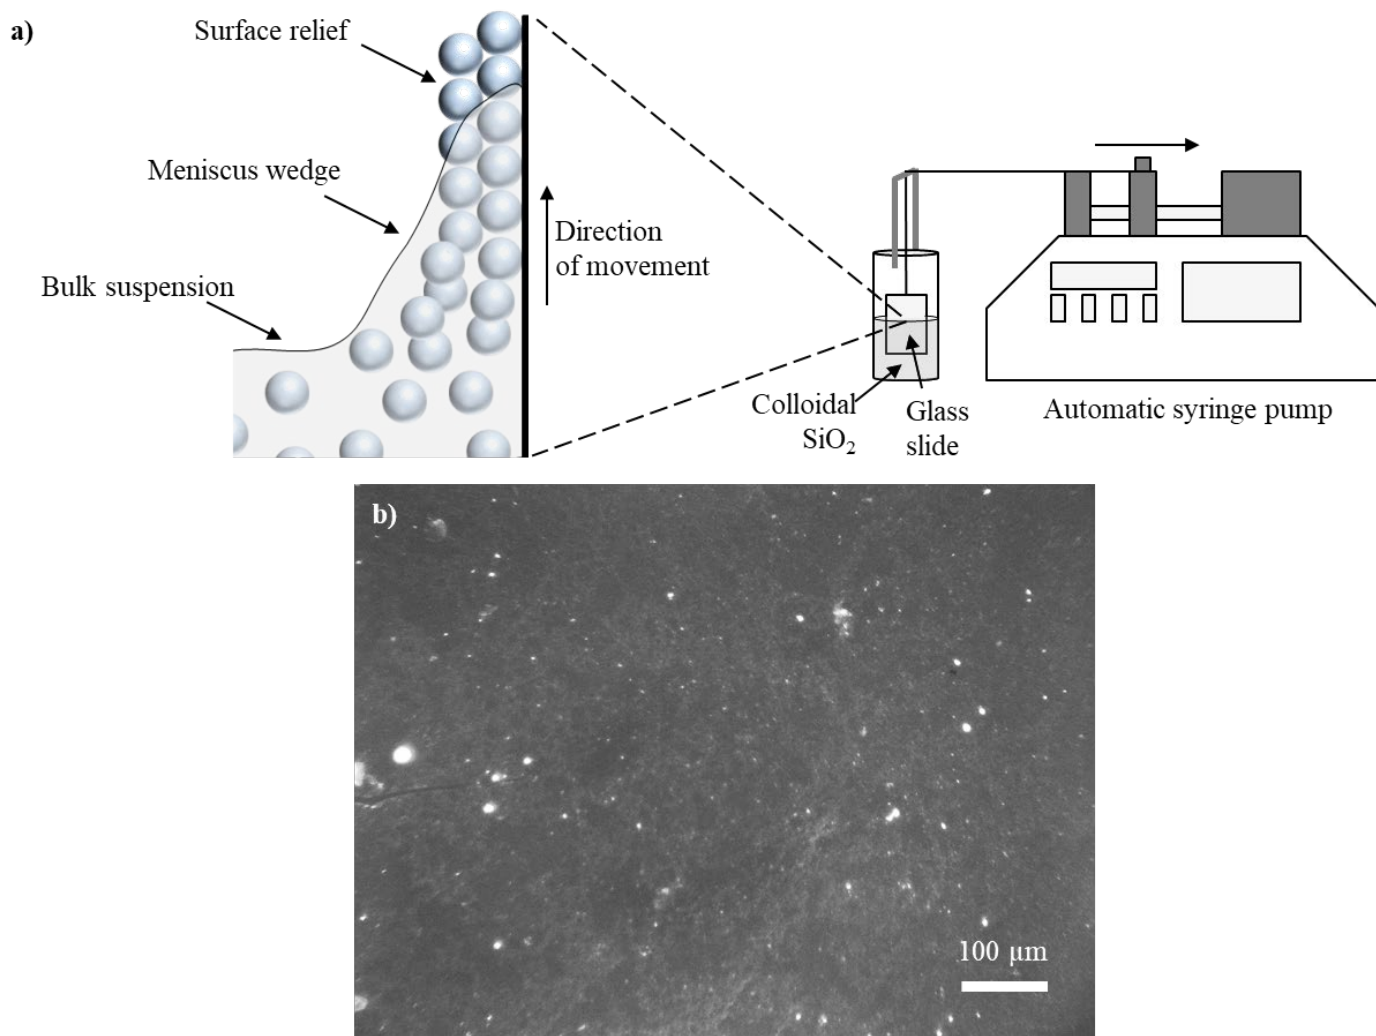 a)
Surface relief
Meniscus wedge
Bulk suspension
Direction
of movement
Colloidal
SiO₂
Glass
slide
Automatic syringe pump
b)
100 μm